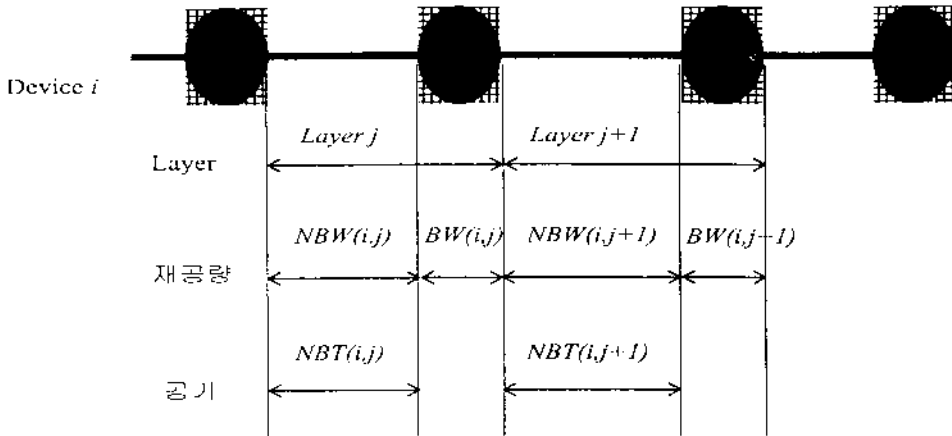 Device i
Layer j
Layer j+1
Layer
NBW(i,j)
BW(i,j)
NBW(i,j+1)
BW(i,j+1)
재공량
NBT(i,j)
NBT(i,j+1)
공기